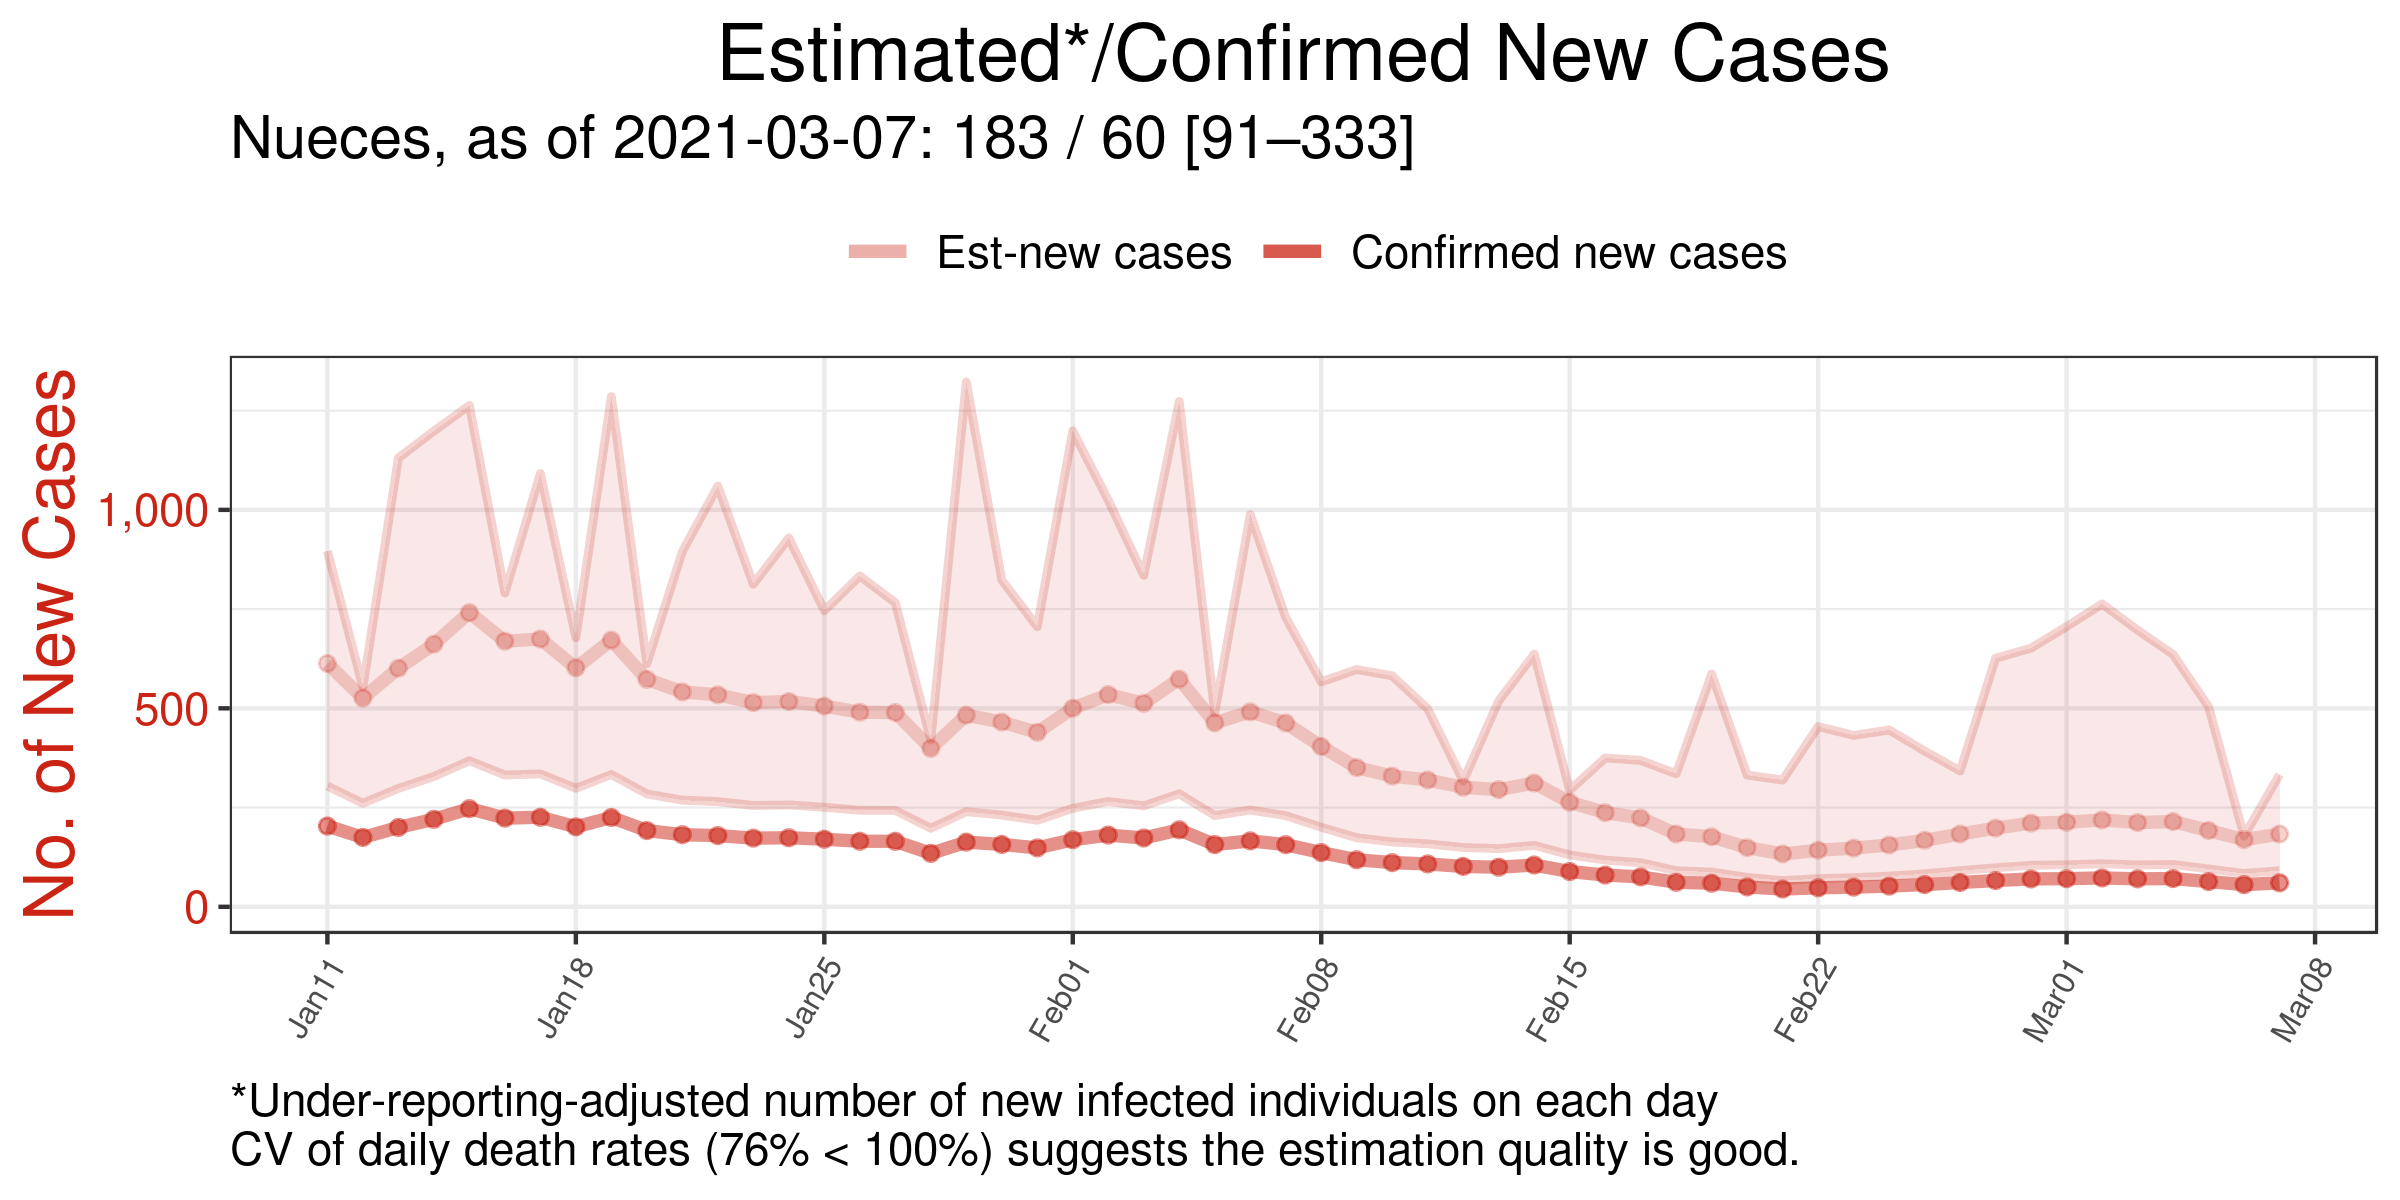 Estimated*/Confirmed New Cases
Nueces, as of 2021-03-07: 183 / 60 [91–333]
Est-new cases
Confirmed new cases
No. of New Cases
1,000
500
0
Jan11
Jan18
Jan25
Feb01
Feb08
Feb15
Feb22
Mar01
Mar08
*Under-reporting-adjusted number of new infected individuals on each day
CV of daily death rates (76% < 100%) suggests the estimation quality is good.